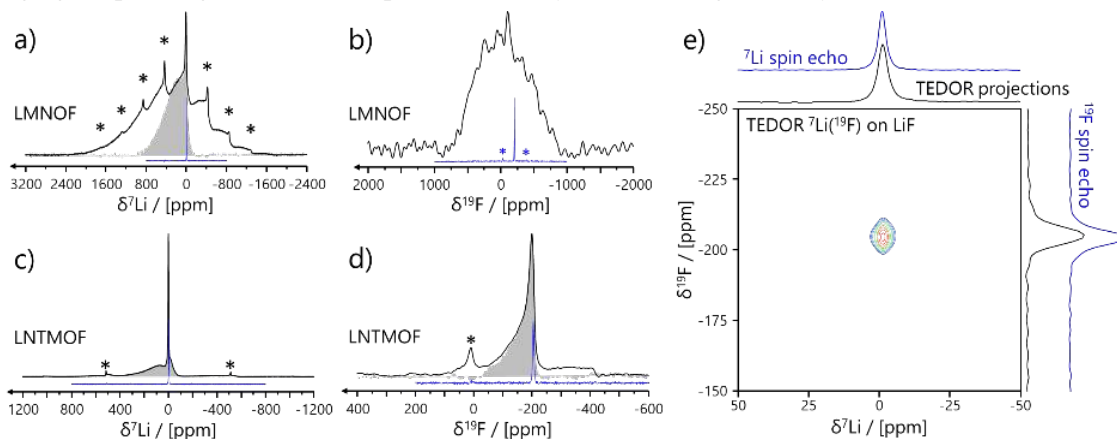 a)
*
*
*
*
*
*
*
*
LMNOF
3200 1600 800 0 -800 -2400
δ⁷Li / [ppm]
b)
LMNOF
*
*
2000 1000 0 -1000 -2000
δ¹⁹F / [ppm]
c)
LNTMOF
*
*
1200 800 400 0 -400 -800 -1200
δ⁷Li / [ppm]
d)
LNTMOF
*
400 200 0 -200 -400 -600
δ¹⁹F / [ppm]
e)
⁷Li spin echo
TEDOR projections
TEDOR ⁷Li(¹⁹F) on LiF
-250
-225
-200
-175
-150
δ¹⁹F / [ppm]
50 25 0 -25 -50
δ⁷Li / [ppm]
¹⁹F spin echo